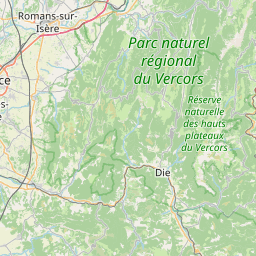 Romans-sur-
Isère
Parc naturel
régional
du Vercors
Réserve
naturelle
des hauts
plateaux
du Vercors
Die